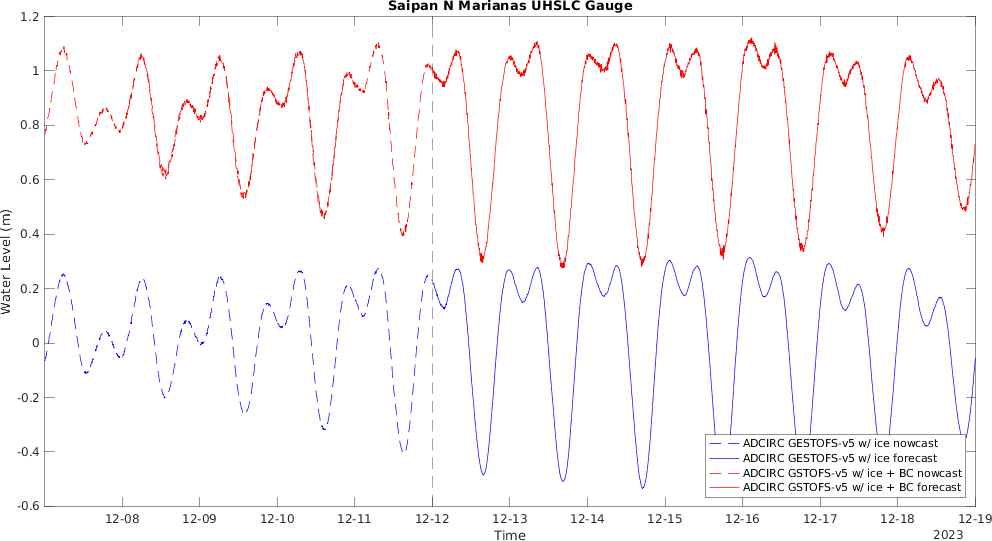 Saipan N Marianas UHSLC Gauge
1.2
1
0.8
0.6
0.4
0.2
0
-0.2
-0.4
-0.6
Water Level (m)
ADCIRC GESTOFS-v5 w/ ice nowcast
ADCIRC GESTOFS-v5 w/ ice forecast
ADCIRC GSTOFS-v5 w/ ice + BC nowcast
ADCIRC GSTOFS-v5 w/ ice + BC forecast
12-08 12-09 12-10 12-11 12-12 12-13 12-14 12-15 12-16 12-17 12-18 12-19
Time
2023